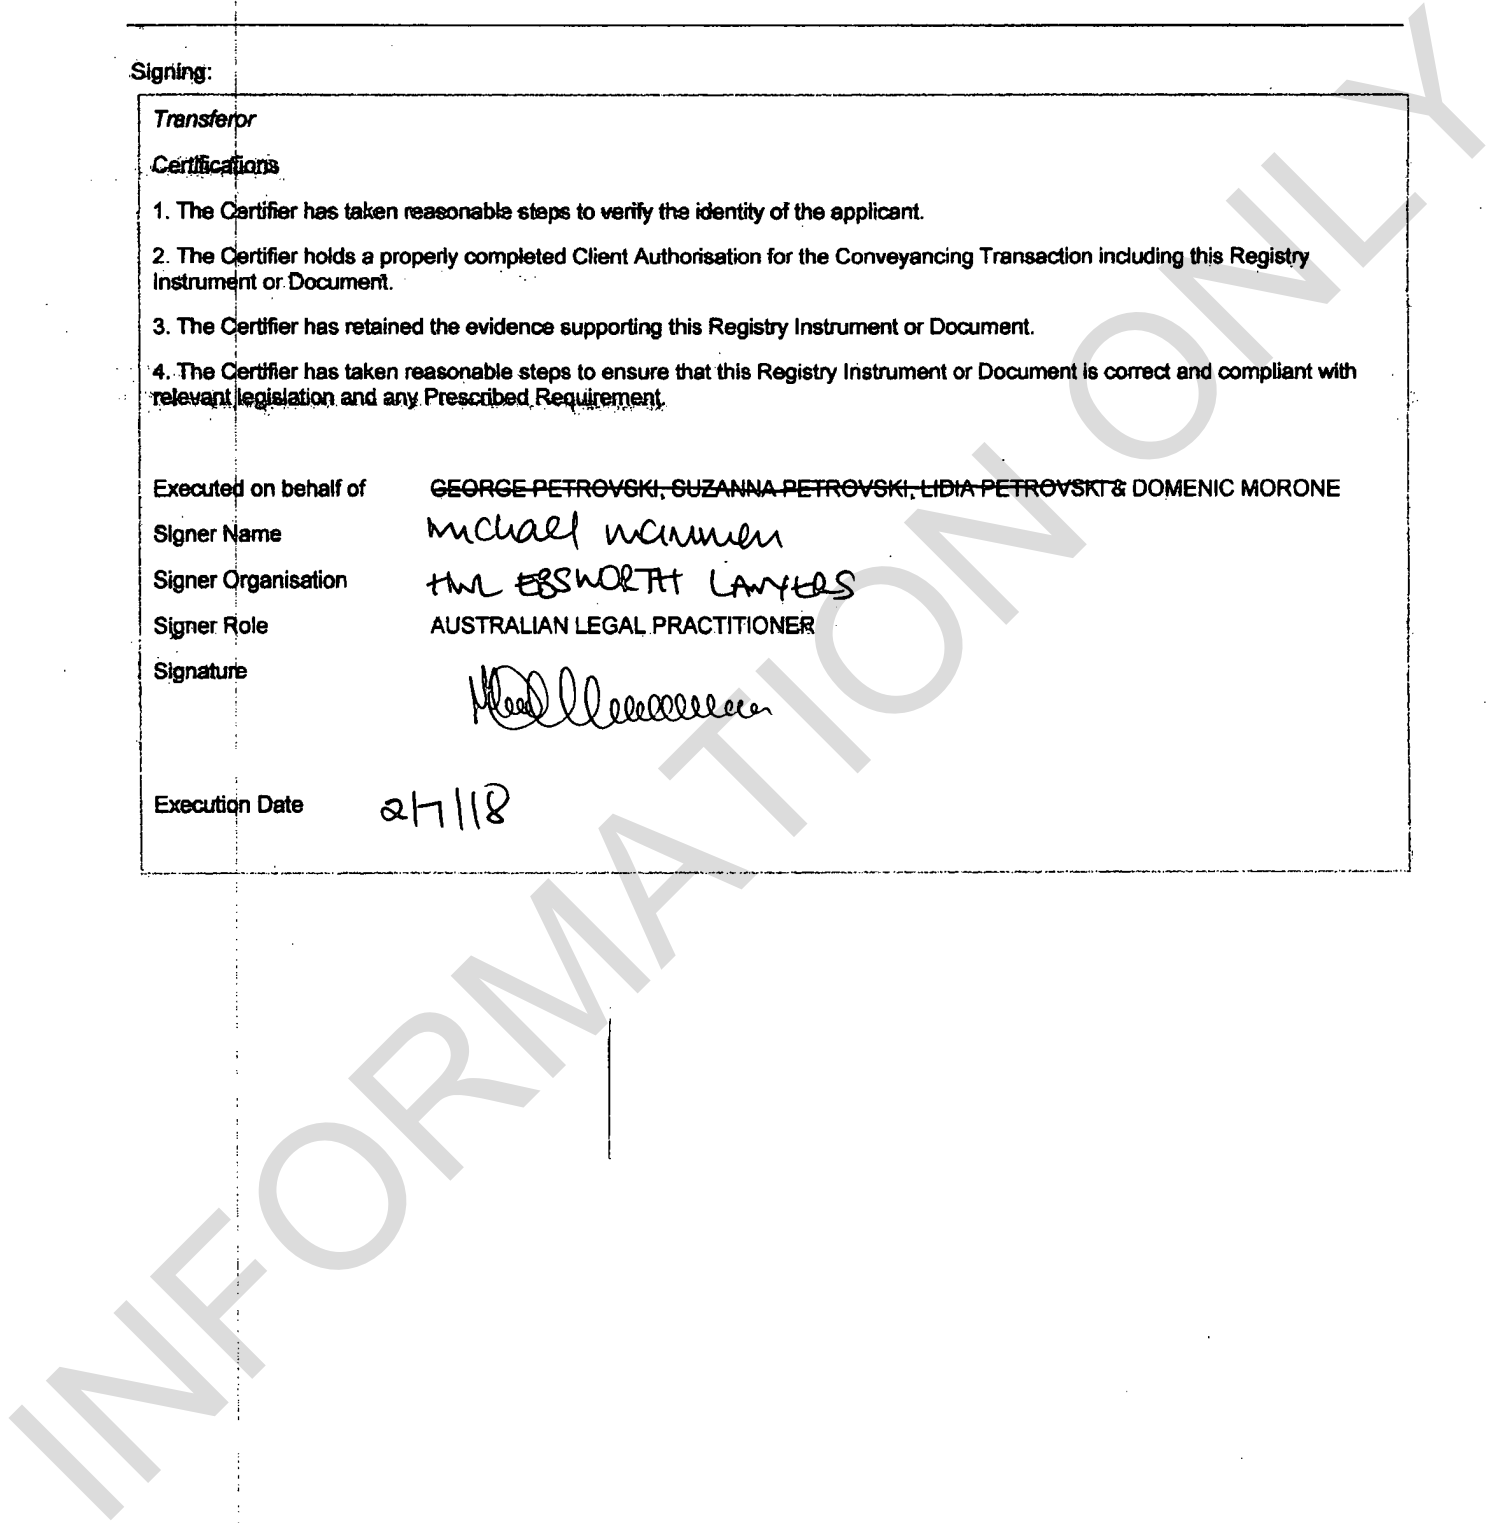 Signing:
Transferor
Certifications
1. The Certifier has taken reasonable steps to verify the identity of the applicant.
2. The Certifier holds a properly completed Client Authorisation for the Conveyancing Transaction including this Registry
Instrument or Document.
3. The Certifier has retained the evidence supporting this Registry Instrument or Document.
4. The Certifier has taken reasonable steps to ensure that this Registry Instrument or Document is correct and compliant with
relevant legislation and any Prescribed Requirement.
Executed on behalf of GEORGE PETROVSKI, SUZANNA PETROVSKI, LIDIA PETROVSKI & DOMENIC MORONE
Signer Name Michael
Signer Organisation HWL EBSWORTH LAWYERS
Signer Role AUSTRALIAN LEGAL PRACTITIONER
Signature
Execution Date 2/7/18
INFORMATION ONLY